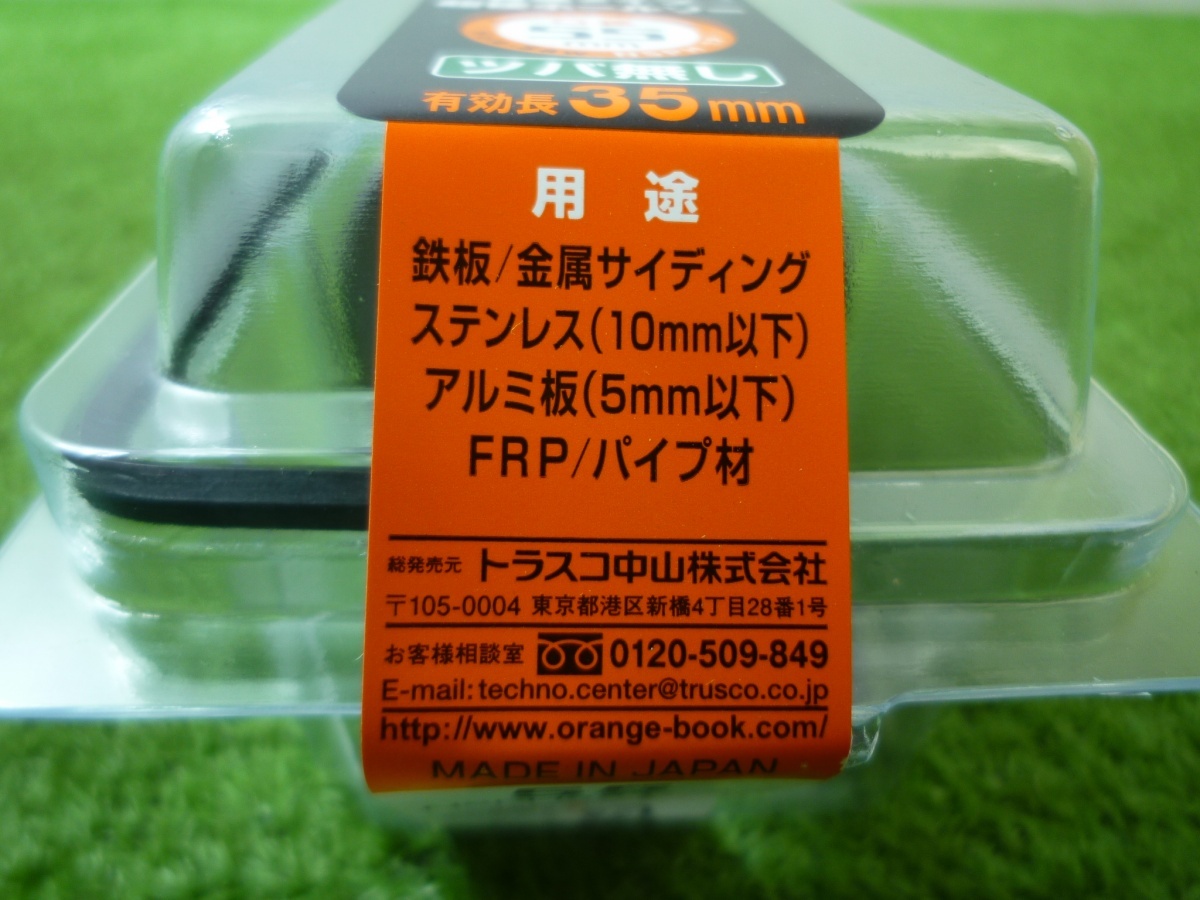 ツバ無し
有効長35mm
用途
鉄板/金属サイディング
ステンレス(10mm以下)
アルミ板(5mm以下)
FRP/パイプ材
総発売元 トラスコ中山株式会社
〒105-0004 東京都港区新橋4丁目28番1号
お客様相談室 0120-509-849
E-mail:techno.center@trusco.co.jp
http://www.orange-book.com/
MADE IN JAPAN